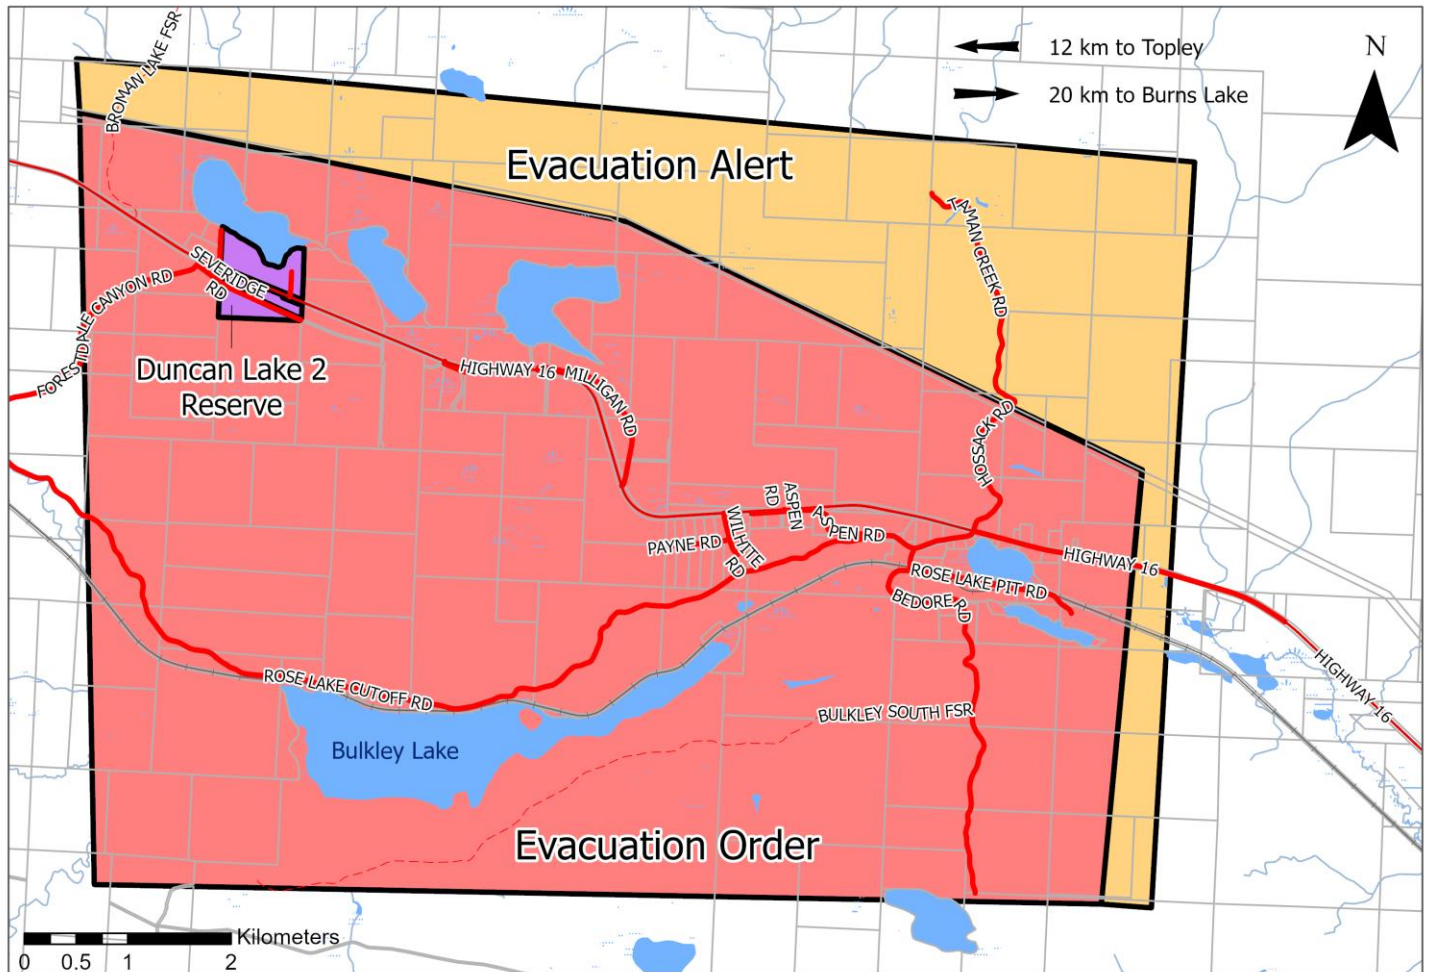 BROMAN LAKE FSR
12 km to Topley
20 km to Burns Lake
N
Evacuation Alert
TAMAN CREEK RD
SEVERIDGE
RD
FORESTDALE CANYON RD
Duncan Lake 2
Reserve
HIGHWAY 16
MILLIGAN RD
HOSSACK RD
ASPEN
RD
ASPEN RD
WILHITE
RD
PAYNE RD
HIGHWAY 16
ROSE LAKE PIT RD
BEDORE RD
HIGHWAY 16
ROSE LAKE CUTOFF RD
BULKLEY SOUTH FSR
Bulkley Lake
Evacuation Order
Kilometers
0 0.5 1 2